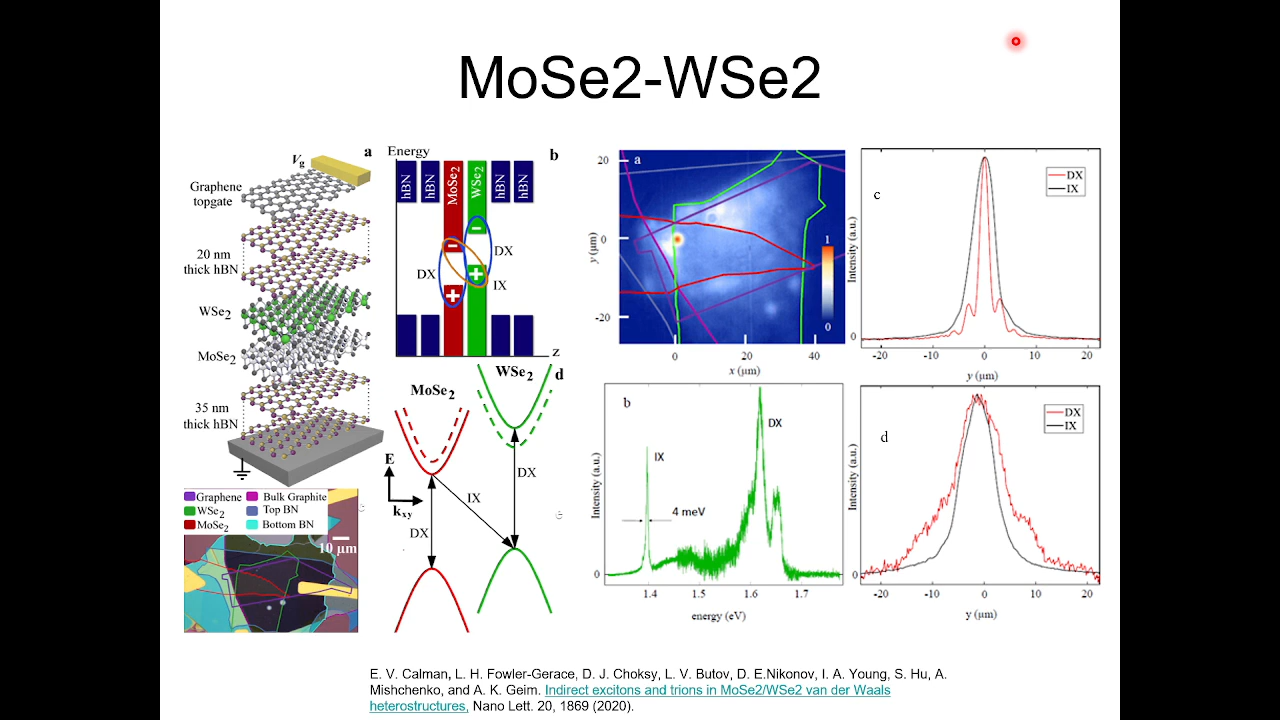 MoSe2-WSe2
a
Vg
Graphene
topgate
20 nm
thick hBN
WSe2
MoSe2
35 nm
thick hBN
Graphene
WSe2
MoSe2
Bulk Graphite
Top BN
Bottom BN
10 μm
b
Energy
hBN
hBN
MoSe2
WSe2
hBN
hBN
DX
DX
IX
z
d
MoSe2
WSe2
E
kxy
DX
IX
DX
a
20
0
-20
y (μm)
0
20
40
x (μm)
1
0
c
DX
IX
Intensity (a.u.)
0
-20 -10 0 10 20
y (μm)
b
IX
DX
4 meV
Intensity (a.u.)
0
1.4 1.5 1.6 1.7
energy (eV)
d
DX
IX
Intensity (a.u.)
0
-20 -10 0 10 20
y (μm)
E. V. Calman, L. H. Fowler-Gerace, D. J. Choksy, L. V. Butov, D. E.Nikonov, I. A. Young, S. Hu, A.
Mishchenko, and A. K. Geim. Indirect excitons and trions in MoSe2/WSe2 van der Waals
heterostructures, Nano Lett. 20, 1869 (2020).